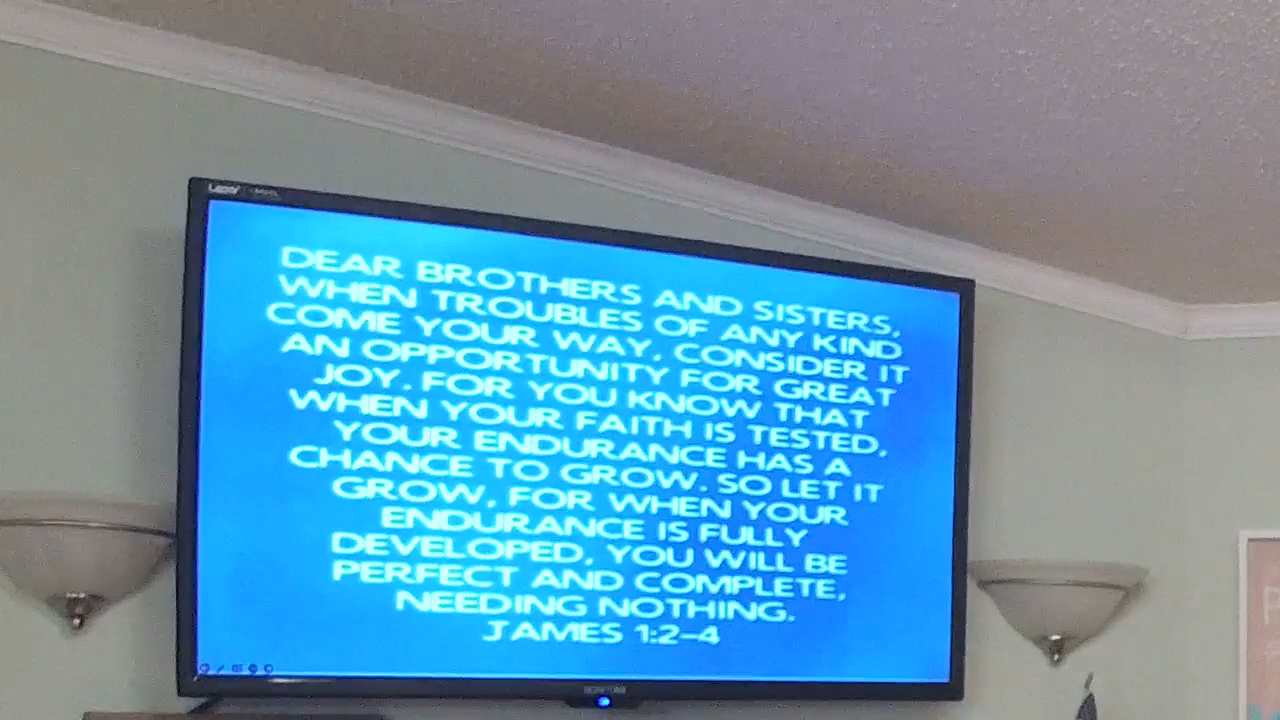 DEAR BROTHERS AND SISTERS,
WHEN TROUBLES OF ANY KIND
COME YOUR WAY, CONSIDER IT
AN OPPORTUNITY FOR GREAT
JOY. FOR YOU KNOW THAT
WHEN YOUR FAITH IS TESTED,
YOUR ENDURANCE HAS A
CHANCE TO GROW. SO LET IT
GROW, FOR WHEN YOUR
ENDURANCE IS FULLY
DEVELOPED, YOU WILL BE
PERFECT AND COMPLETE,
NEEDING NOTHING.
JAMES 1:2-4